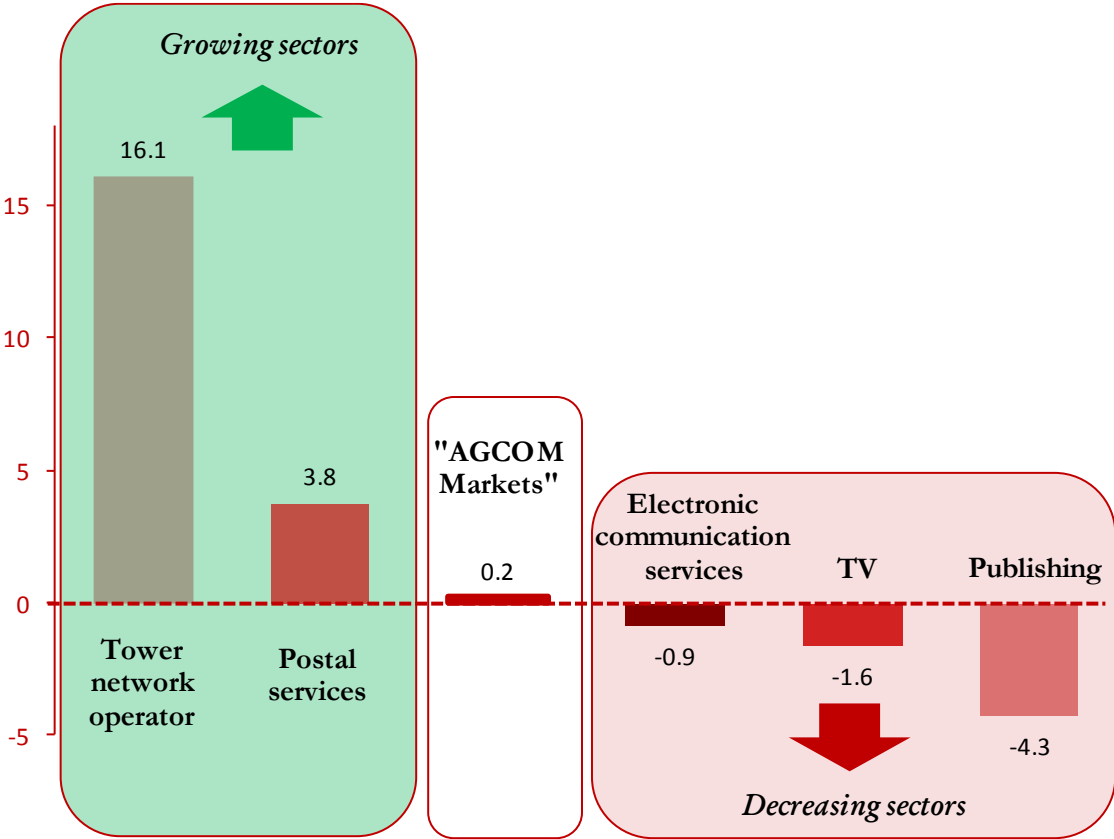 Growing sectors
16.1
15
10
5
3.8
"AGCOM
Markets"
0.2
Electronic
communication
services
TV
Publishing
0
Tower
network
operator
Postal
services
-0.9
-1.6
-4.3
-5
Decreasing sectors